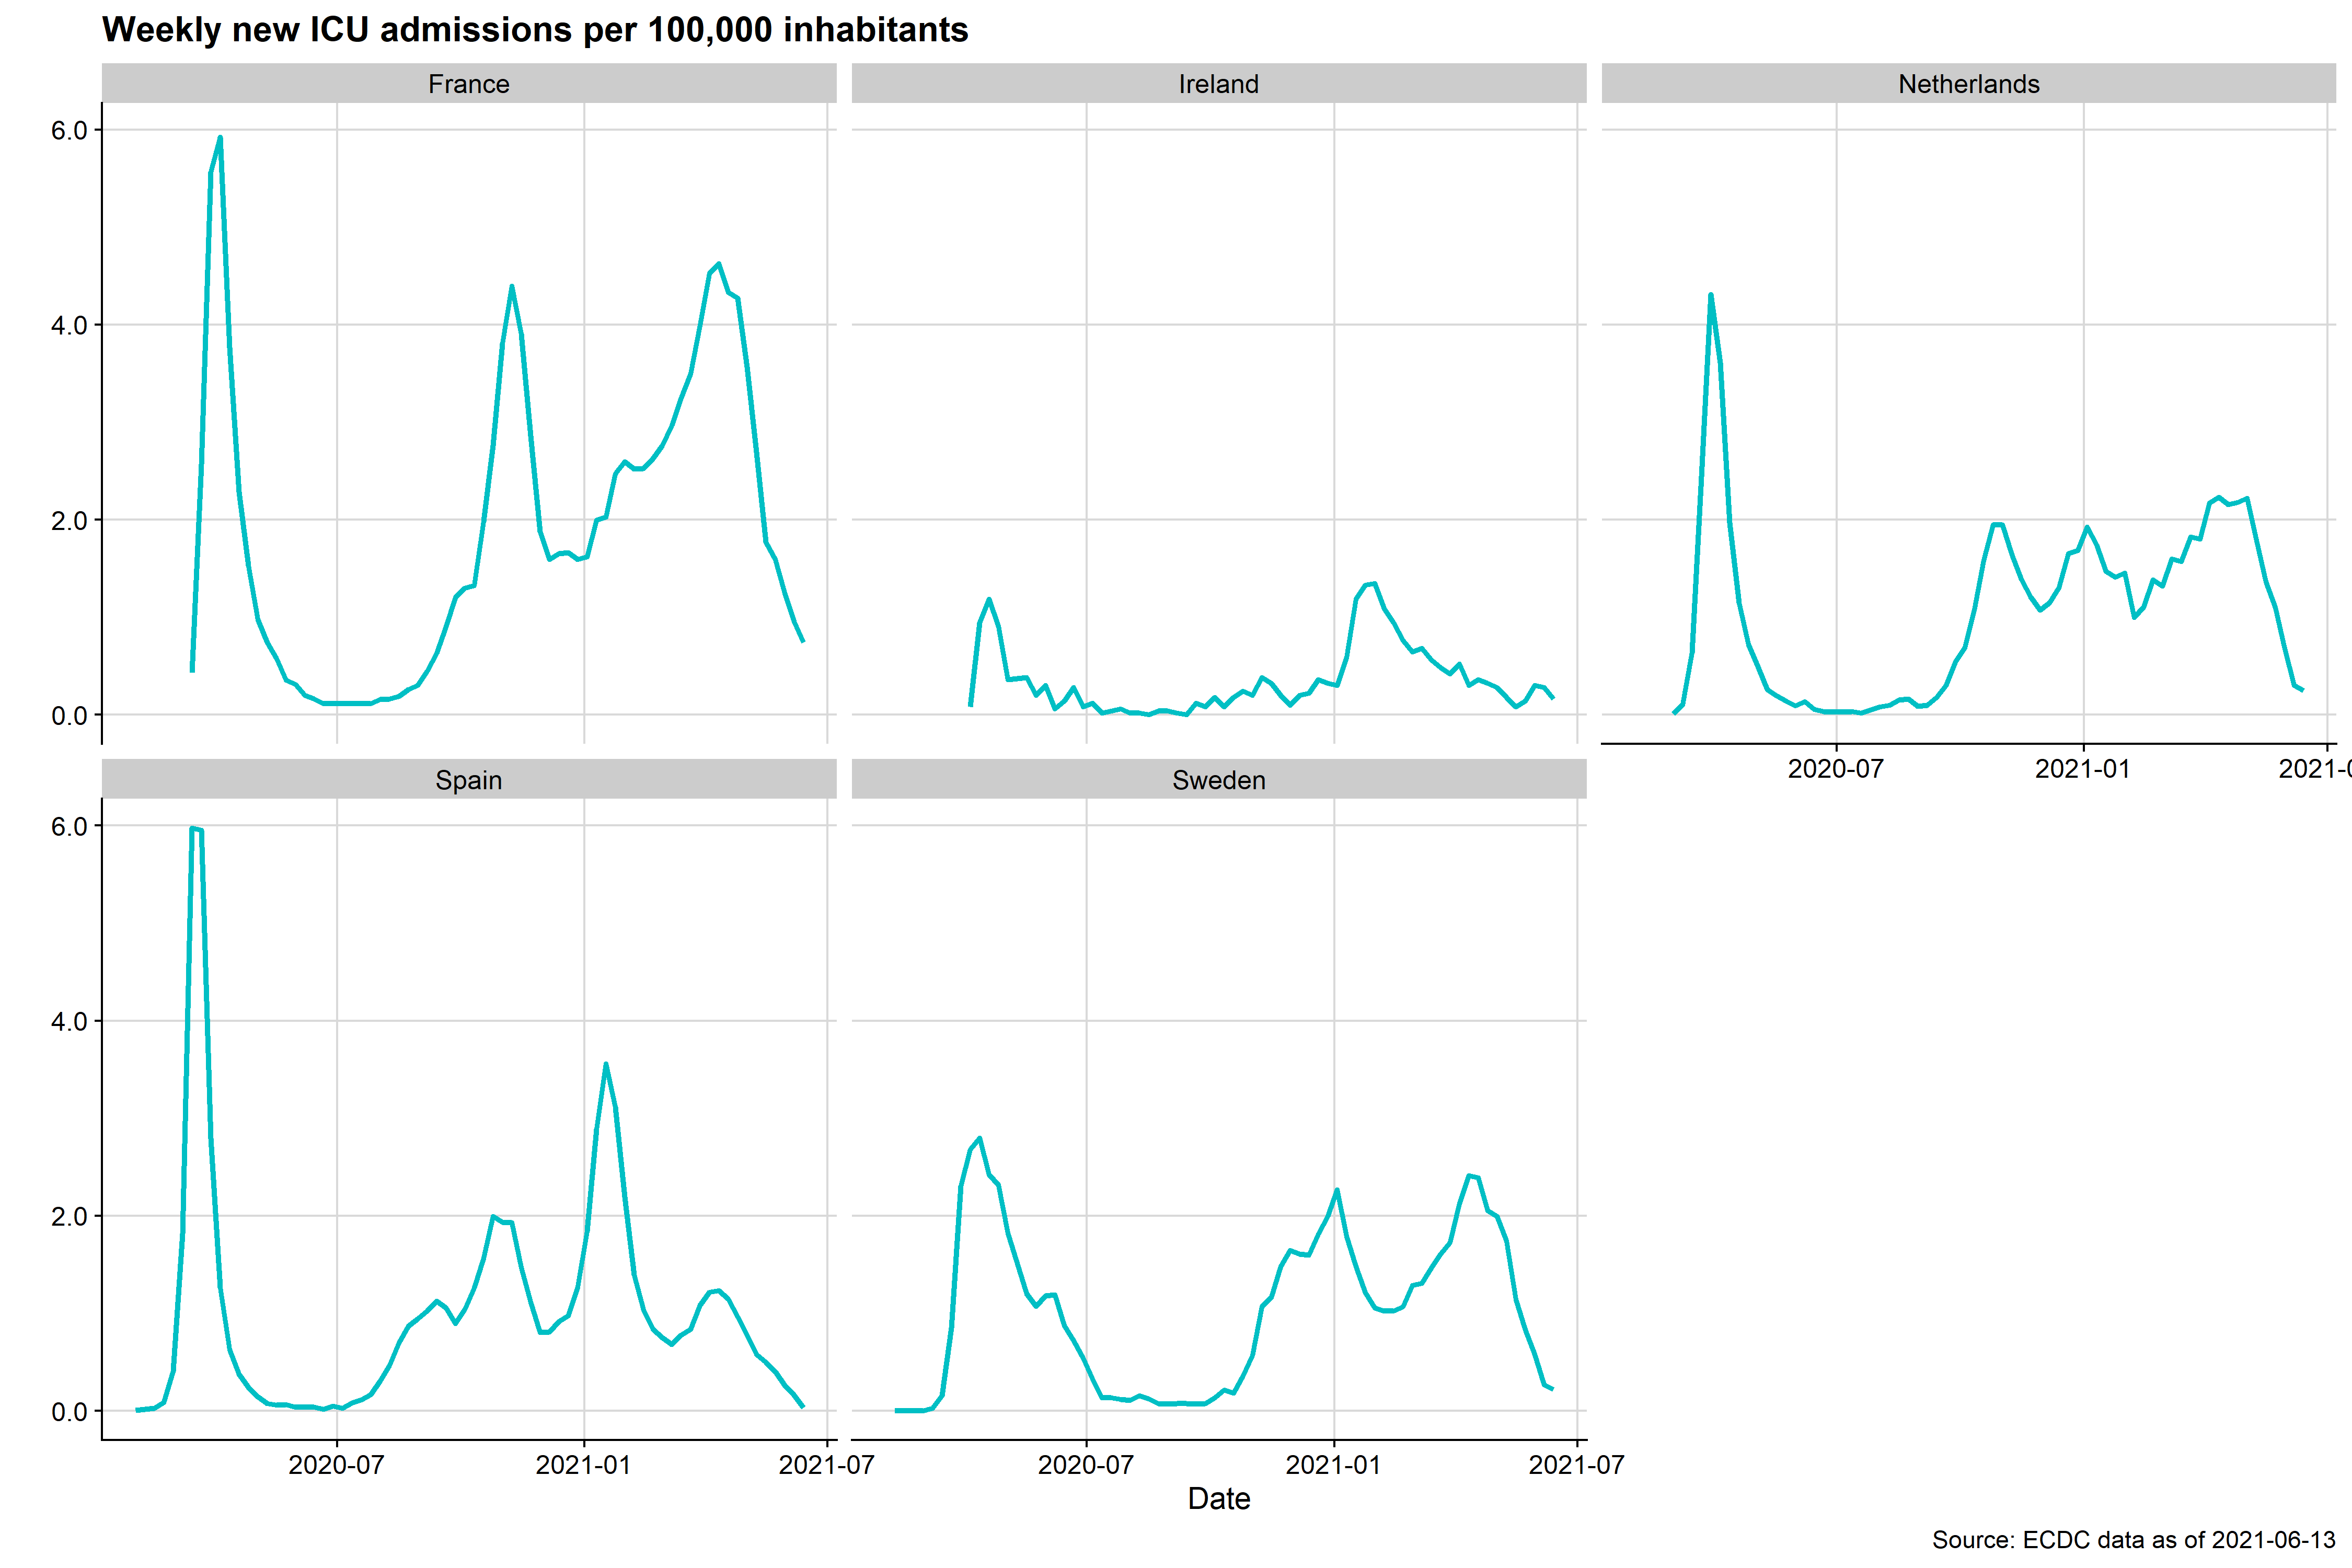 Weekly new ICU admissions per 100,000 inhabitants
France
Ireland
Netherlands
6.0
4.0
2.0
0.0
2020-07
2021-01
2021-0
Spain
Sweden
6.0
4.0
2.0
0.0
2020-07
2021-01
2021-07
2020-07
2021-01
2021-07
Date
Source: ECDC data as of 2021-06-13